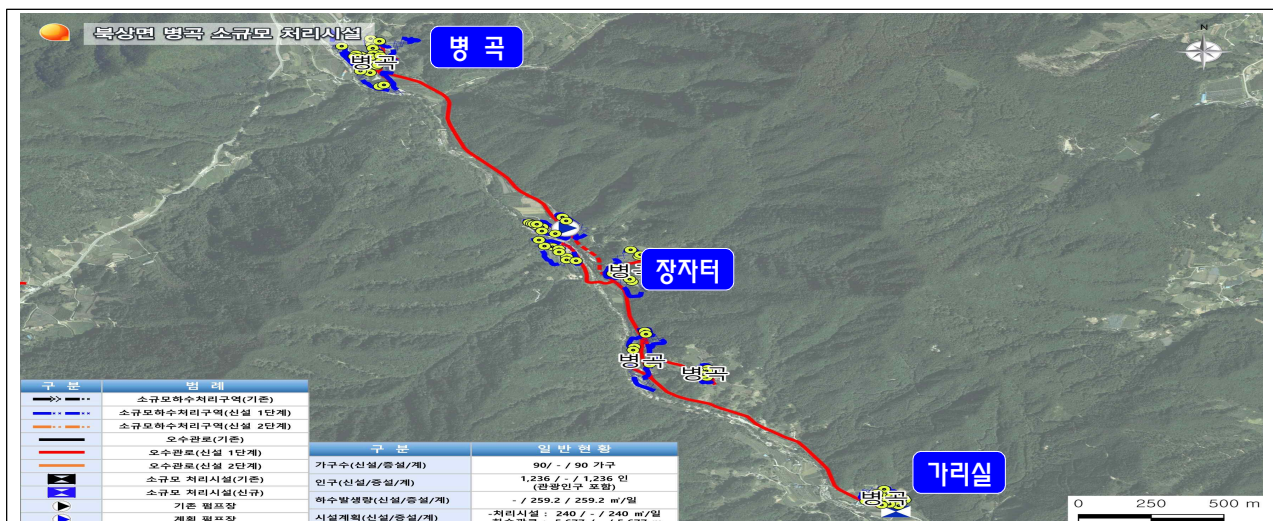 북상면 병곡 소규모 처리시설
병곡
병 곡
N
병곡
장자터
병곡
병곡
가리실
병곡
0 250 500 m
구 분 범 례
소규모하수처리구역(기존)
소규모하수처리구역(신설 1단계)
소규모하수처리구역(신설 2단계)
오수관로(기존)
오수관로(신설 1단계)
오수관로(신설 2단계)
소규모 처리시설(기존)
소규모 처리시설(신규)
기존 펌프장
계획 펌프장
구 분 일 반 현 황
가구수(신설/증설/계) 90/ - / 90 가구
인구(신설/증설/계) 1,236 / - / 1,236 인
(관광인구 포함)
하수발생량(신설/증설/계) - / 259.2 / 259.2 ㎥/일
시설계획(신설/증설/계) -처리시설 : 240 / - / 240 ㎥/일